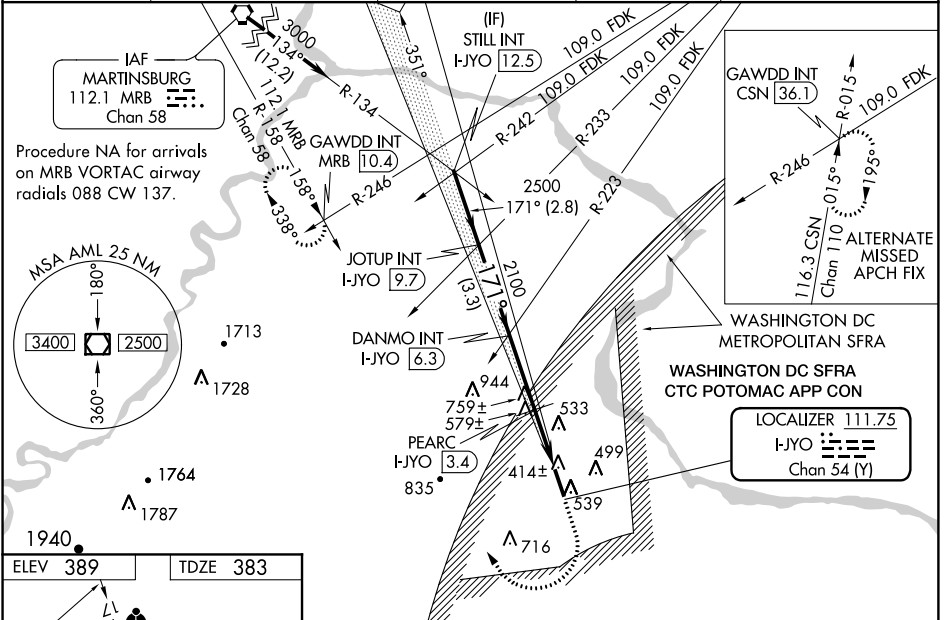 IAF
MARTINSBURG
112.1 MRB
Chan 58
Procedure NA for arrivals
on MRB VORTAC airway
radials 088 CW 137.
3000
134°
(12.2)
R-134
112.1 MRB
R-158
Chan 58
158°
338°
GAWDD INT
MRB 10.4
R-246
351°
(IF)
STILL INT
I-JYO 12.5
109.0 FDK
109.0 FDK
109.0 FDK
109.0 FDK
R-242
R-233
R-223
2500
171° (2.8)
JOTUP INT
I-JYO 9.7
171°
2100
(3.3)
DANMO INT
I-JYO 6.3
944
759±
579±
533
PEARC
I-JYO 3.4
835
414±
499
539
716
GAWDD INT
CSN 36.1
R-015
109.0 FDK
R-246
015°
195°
116.3 CSN
Chan 110
ALTERNATE
MISSED
APCH FIX
WASHINGTON DC
METROPOLITAN SFRA
WASHINGTON DC SFRA
CTC POTOMAC APP CON
LOCALIZER 111.75
I-JYO
Chan 54 (Y)
MSA AML 25 NM
180°
3400
2500
360°
1713
1728
1764
1787
1940
ELEV 389
TDZE 383
17